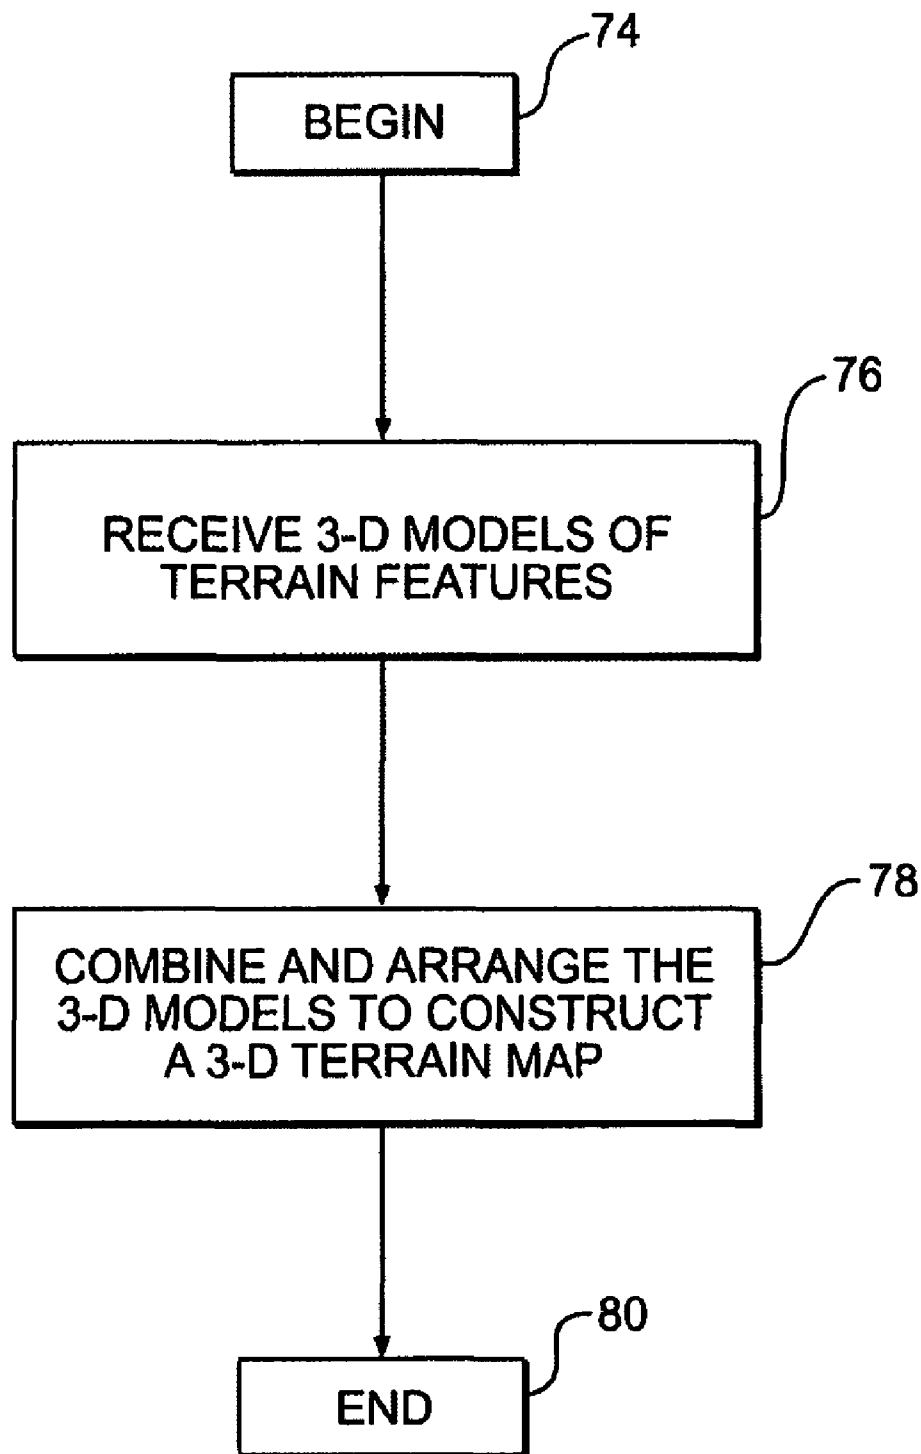 74
BEGIN
76
RECEIVE 3-D MODELS OF
TERRAIN FEATURES
78
COMBINE AND ARRANGE THE
3-D MODELS TO CONSTRUCT
A 3-D TERRAIN MAP
80
END